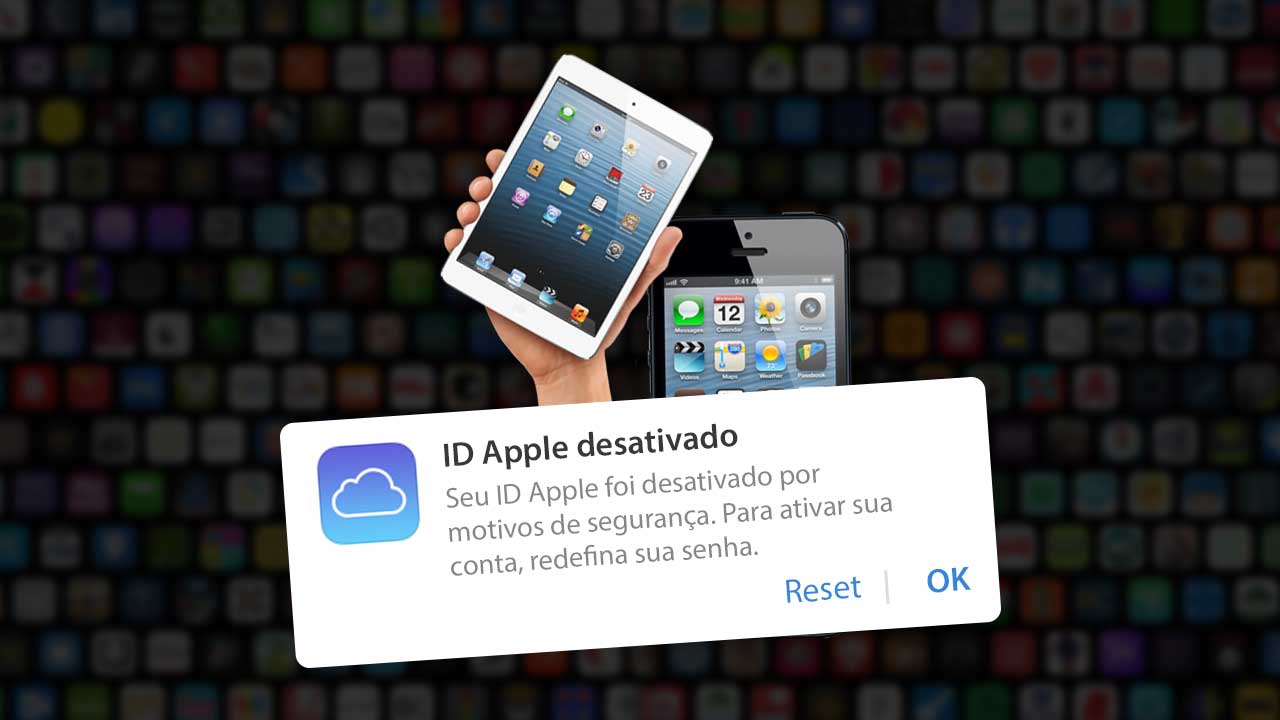 9:41 AM
Wednesday
23
12
Messages
Calendar
Photos
Camera
Videos
Maps
Weather
Passbook
ID Apple desativado
Seu ID Apple foi desativado por
motivos de segurança. Para ativar sua
conta, redefina sua senha.
Reset | OK